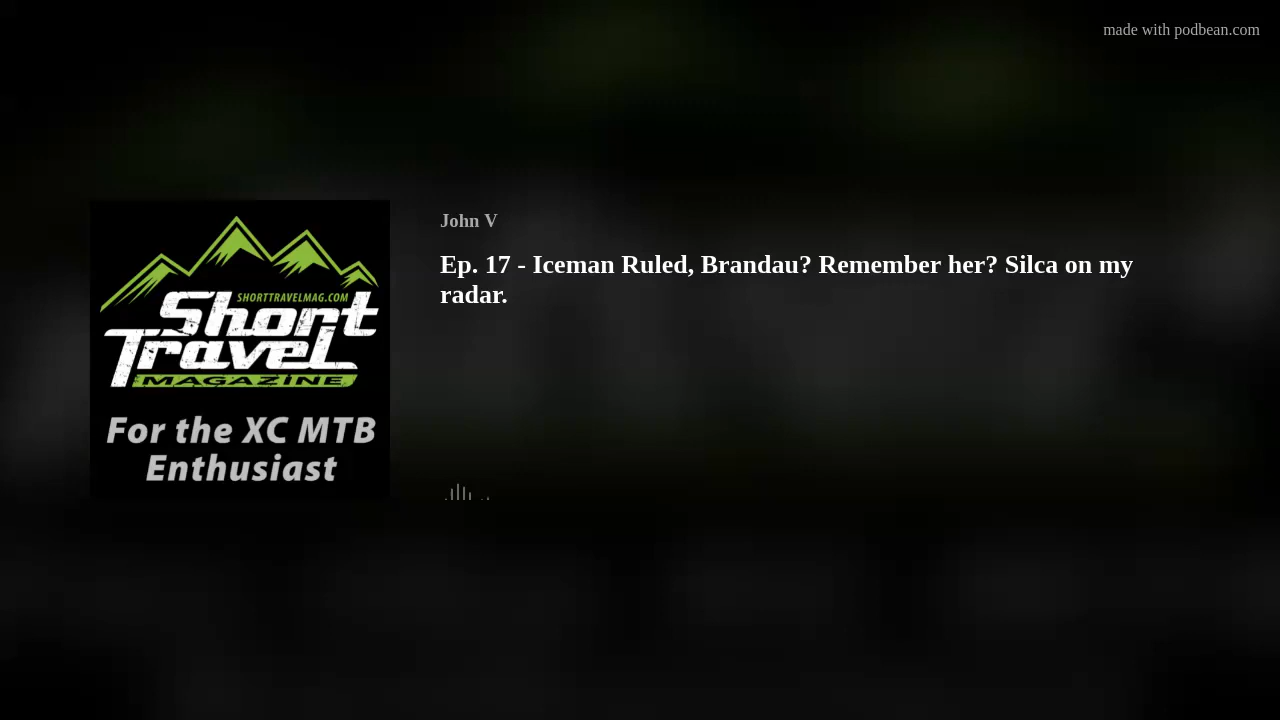 made with podbean.com
John V
Ep. 17 - Iceman Ruled, Brandau? Remember her? Silca on my
radar.
SHORTTRAVELMAG.COM
Short
Travel
MAGAZINE
For the XC MTB
Enthusiast